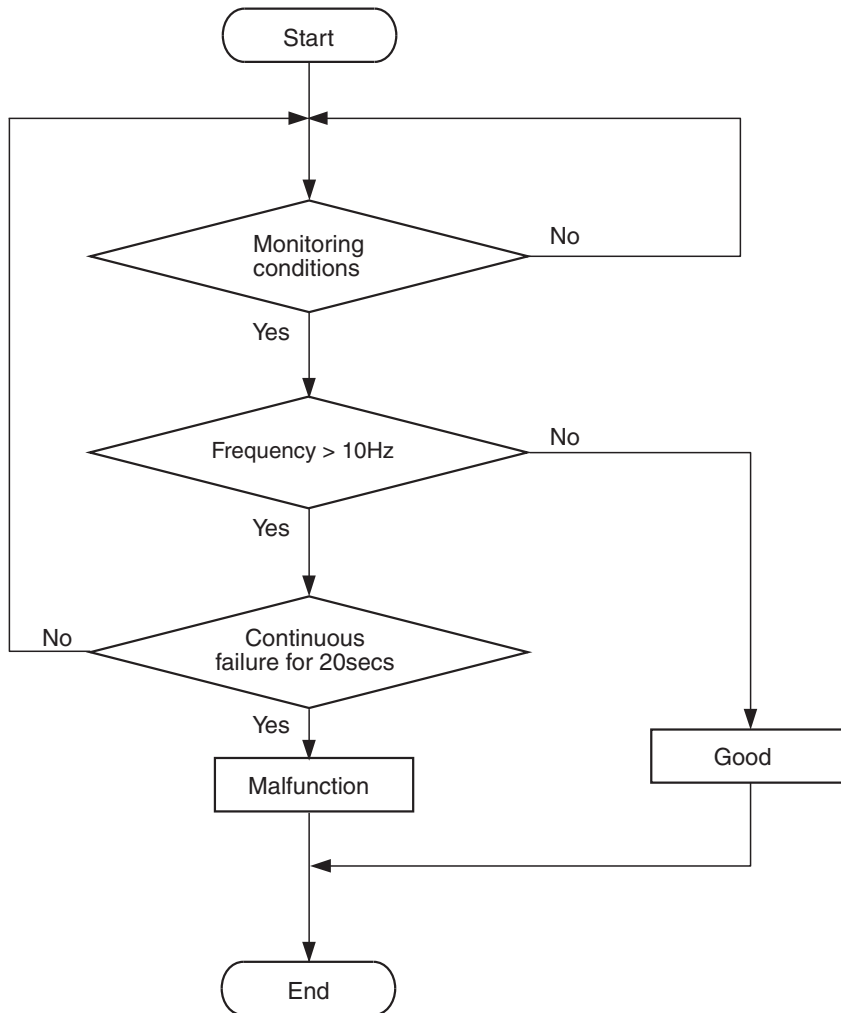 Start
Monitoring
conditions
No
Yes
Frequency > 10Hz
No
Yes
Continuous
failure for 20secs
No
Yes
Malfunction
Good
End